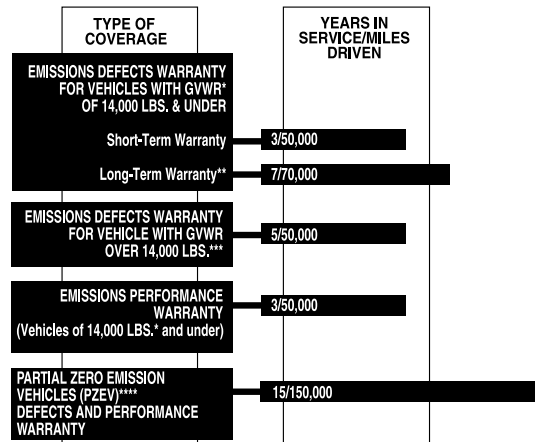 TYPE OF
COVERAGE
YEARS IN
SERVICE/MILES
DRIVEN
EMISSIONS DEFECTS WARRANTY
FOR VEHICLES WITH GVWR*
OF 14,000 LBS. & UNDER
Short-Term Warranty
3/50,000
Long-Term Warranty**
7/70,000
EMISSIONS DEFECTS WARRANTY
FOR VEHICLE WITH GVWR
OVER 14,000 LBS.***
5/50,000
EMISSIONS PERFORMANCE
WARRANTY
(Vehicles of 14,000 LBS.* and under)
3/50,000
PARTIAL ZERO EMISSION
VEHICLES (PZEV)****
DEFECTS AND PERFORMANCE
WARRANTY
15/150,000